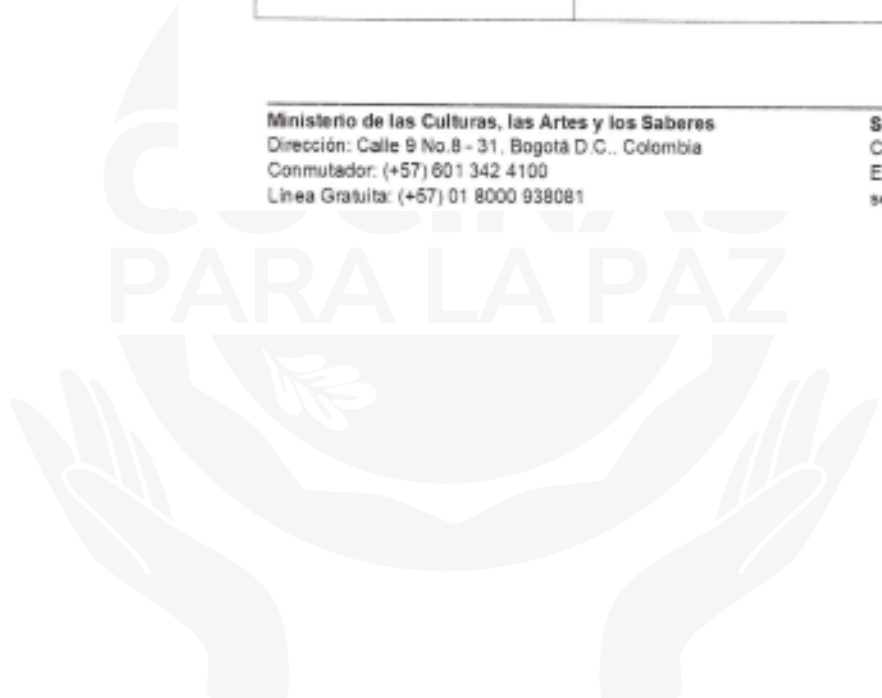 Ministerio de las Culturas, las Artes y los Saberes
Dirección: Calle 9 No.8 - 31, Bogotá D.C., Colombia
Conmutador: (+57) 601 342 4100
Línea Gratuita: (+57) 01 8000 938081
COCINAS
PARA LA PAZ